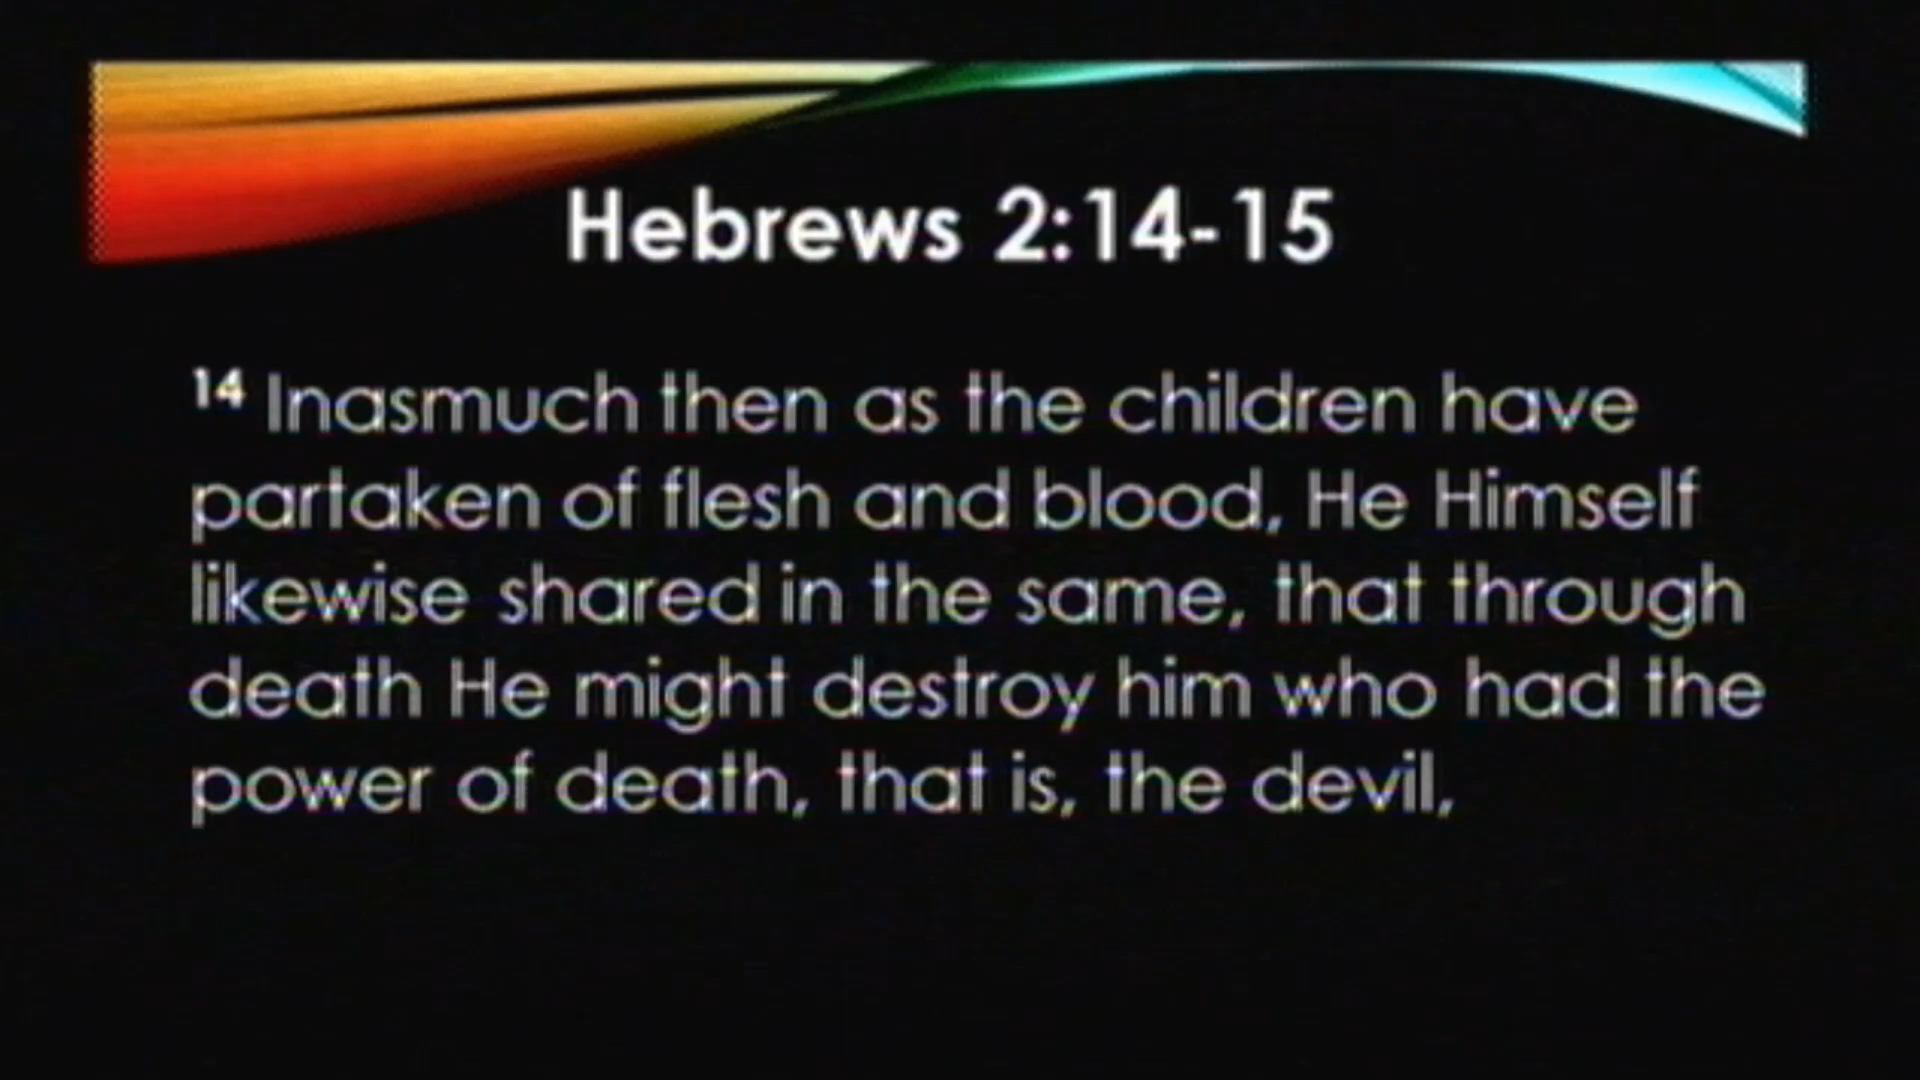 Hebrews 2:14-15
14 Inasmuch then as the children have
partaken of flesh and blood, He Himself
likewise shared in the same, that through
death He might destroy him who had the
power of death, that is, the devil,